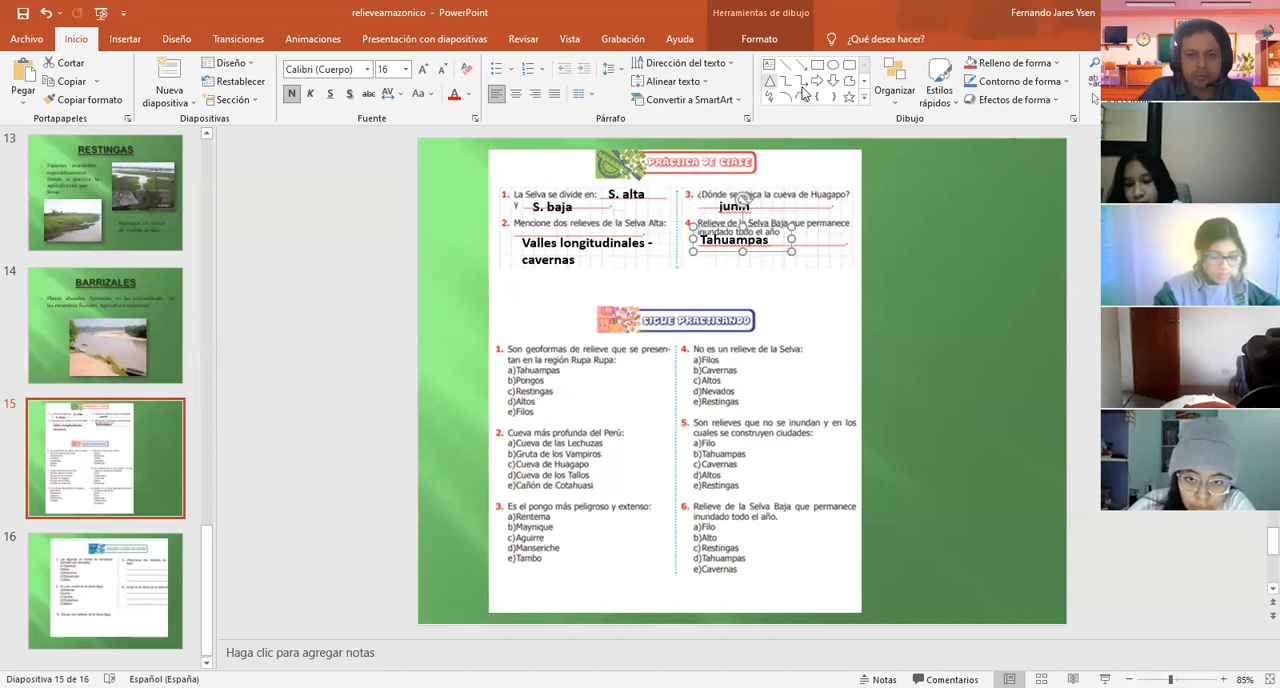 relieveamazonico - PowerPoint
Herramientas de dibujo
Fernando Jares Ysen
Archivo Inicio Insertar Diseño Transiciones Animaciones Presentación con diapositivas Revisar Vista Grabación Ayuda Formato ¿Qué desea hacer?
Pegar
Cortar
Copiar
Copiar formato
Portapapeles
Nueva diapositiva
Diseño
Restablecer
Sección
Diapositivas
Calibri (Cuerpo) 16
N K S S abc AV Aa A
Fuente
Dirección del texto
Alinear texto
Convertir a SmartArt
Párrafo
Organizar
Estilos rápidos
Relleno de forma
Contorno de forma
Efectos de forma
Dibujo
13
RESTINGAS
14
BARRIZALES
15
16
PRÁCTICA DE CLASE
1. La Selva se divide en: S. alta
y S. baja.
2. Mencione dos relieves de la Selva Alta:
Valles longitudinales -
cavernas
3. ¿Dónde se ubica la cueva de Huagapo?
junin
4. Relieve de la Selva Baja que permanece
inundado todo el año
Tahuampas
SIGUE PRACTICANDO
1. Son geoformas de relieve que se presen-
tan en la región Rupa Rupa:
a)Tahuampas
b)Pongos
c)Restingas
d)Altos
e)Filos
2. Cueva más profunda del Perú:
a)Cueva de las Lechuzas
b)Gruta de los Vampiros
c)Cueva de Huagapo
d)Cueva de los Tallos
e)Cañón de Cotahuasi
3. Es el pongo más peligroso y extenso:
a)Rentema
b)Maynique
c)Aguirre
d)Manseriche
e)Tambo
4. No es un relieve de la Selva:
a)Filos
b)Cavernas
c)Altos
d)Nevados
e)Restingas
5. Son relieves que no se inundan y en los
cuales se construyen ciudades:
a)Filo
b)Tahuampas
c)Cavernas
d)Altos
e)Restingas
6. Relieve de la Selva Baja que permanece
inundado todo el año.
a)Filo
b)Alto
c)Restingas
d)Tahuampas
e)Cavernas
Haga clic para agregar notas
Diapositiva 15 de 16 Español (España) Notas Comentarios 85%